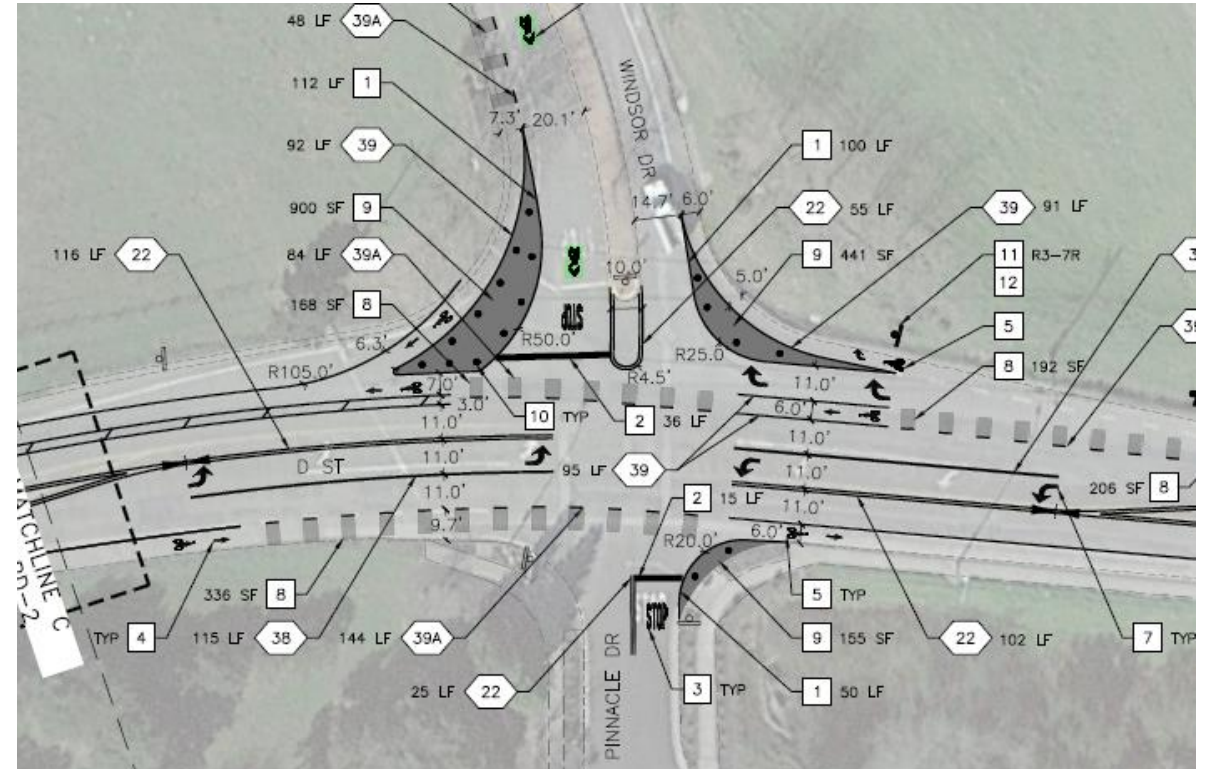 48 LF 39A
112 LF 1
7.3' 20.1'
WINDSOR DR
92 LF 39
1 100 LF
900 SF 9
14.7' 6.0'
22 55 LF
39 91 LF
116 LF 22
84 LF 39A
9 441 SF
11 R3-7R
12
10.0'
5.0'
168 SF 8
STOP
6.3'
R50.0'
R25.0
5
R105.0'
R4.5'
11.0'
8 192 SF
7.0'
3.0'
10 TYP
2 36 LF
6.0'
11.0'
11.0'
D ST
11.0'
95 LF 39
11.0'
206 SF 8
11.0'
2 15 LF
11.0'
9.7'
R20.0'
6.0'
MATCHLINE C
336 SF 8
STOP
5 TYP
TYP 4
115 LF 38
144 LF 39A
9 155 SF
22 102 LF
7 TYP
25 LF 22
PINNACLE DR
3 TYP
1 50 LF